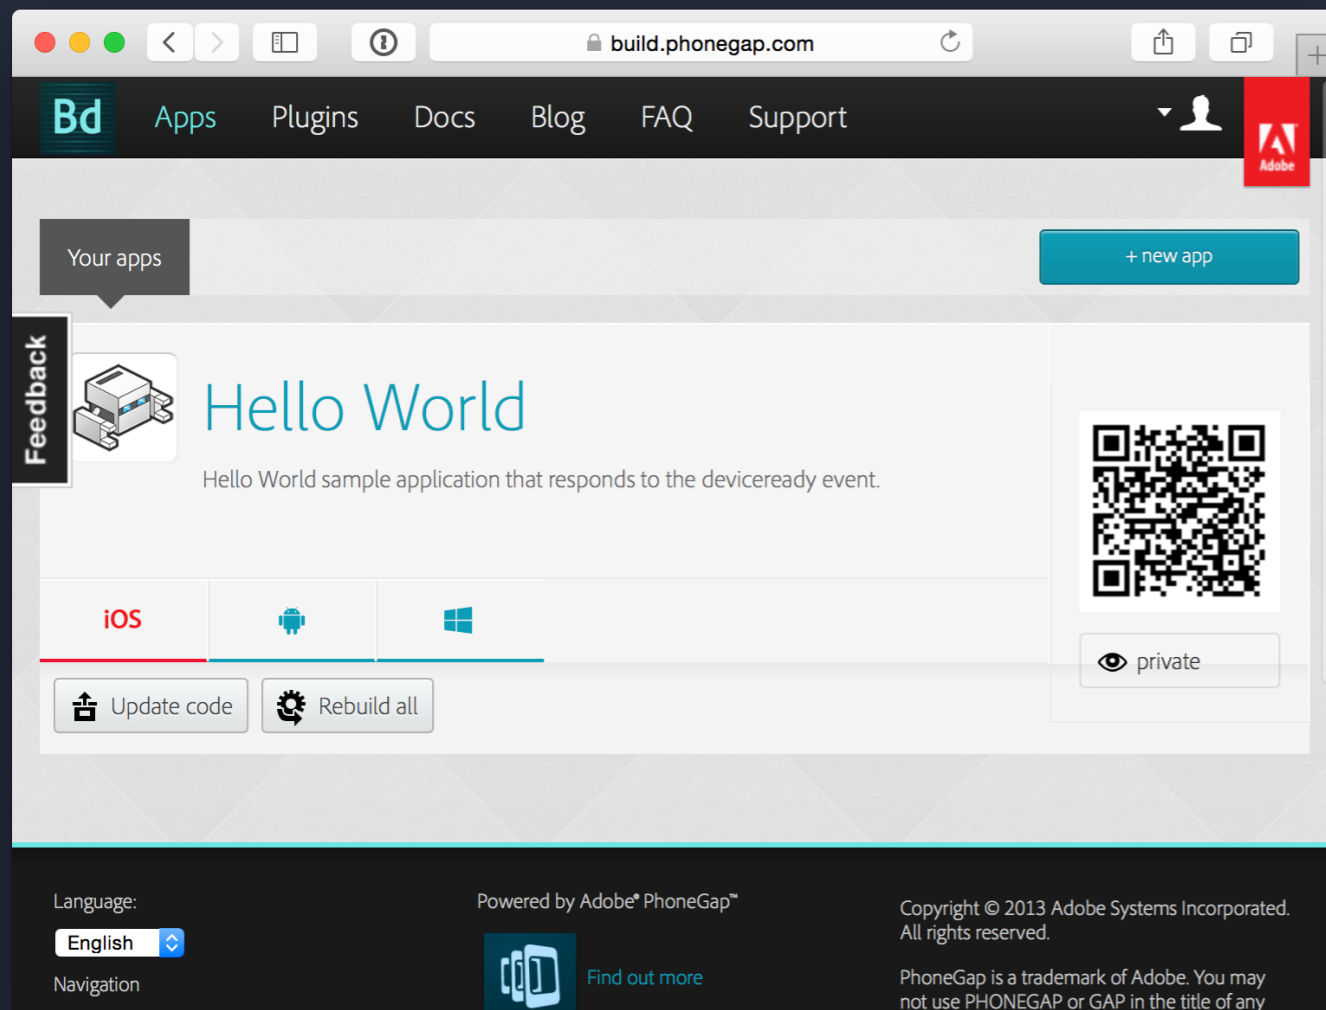 build.phonegap.com
Bd Apps Plugins Docs Blog FAQ Support
Adobe
Your apps
+ new app
Feedback
Hello World
Hello World sample application that responds to the deviceready event.
iOS
private
Update code Rebuild all
Language:
English
Navigation
Powered by Adobe® PhoneGap™
Find out more
Copyright © 2013 Adobe Systems Incorporated.
All rights reserved.
PhoneGap is a trademark of Adobe. You may
not use PHONEGAP or GAP in the title of any